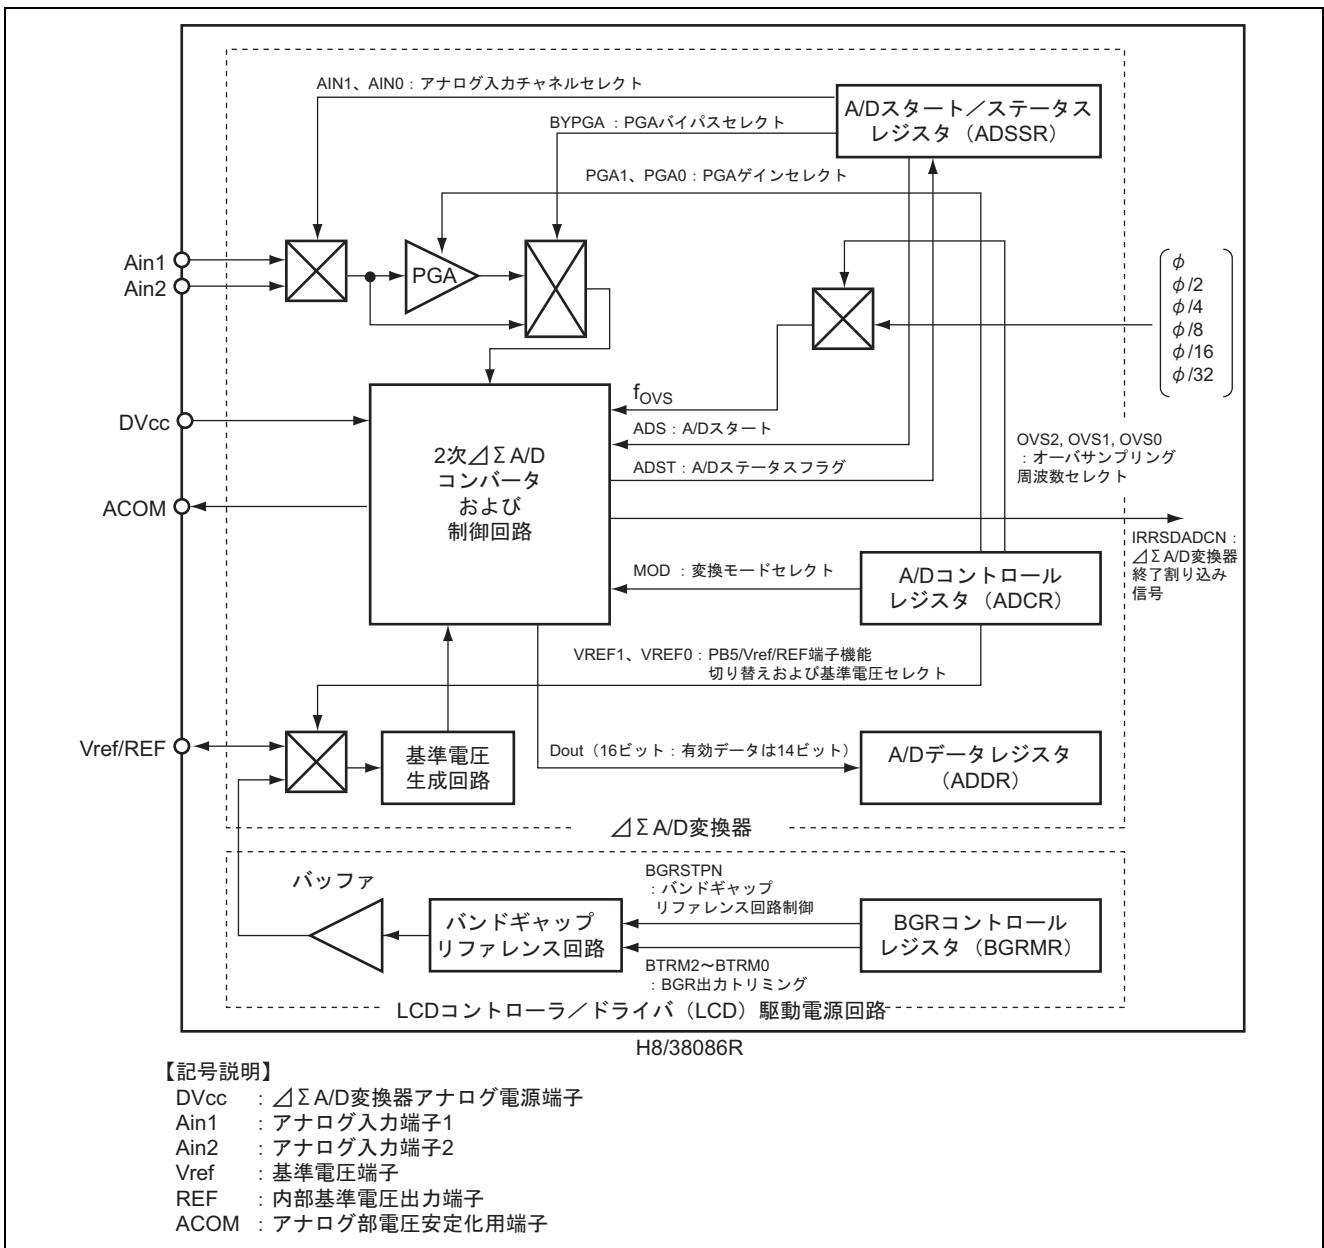 AIN1、AIN0：アナログ入力チャネルセレクト
BYPGA：PGAバイパスセレクト
PGA1、PGA0：PGAゲインセレクト
A/Dスタート／ステータス
レジスタ（ADSSR）
Ain1
Ain2
PGA
φ
φ/2
φ/4
φ/8
φ/16
φ/32
DVcc
ACOM
2次⊿Σ A/D
コンバータ
および
制御回路
fOVS
ADS：A/Dスタート
ADST：A/Dステータスフラグ
OVS2, OVS1, OVS0
：オーバサンプリング
周波数セレクト
IRRSDADCN：
⊿Σ A/D変換器
終了割り込み
信号
MOD ：変換モードセレクト
A/Dコントロール
レジスタ（ADCR）
VREF1、VREF0：PB5/Vref/REF端子機能
切り替えおよび基準電圧セレクト
Vref/REF
基準電圧
生成回路
Dout（16ビット：有効データは14ビット）
A/Dデータレジスタ
（ADDR）
⊿Σ A/D変換器
バッファ
バンドギャップ
リファレンス回路
BGRSTPN
：バンドギャップ
リファレンス回路制御
BTRM2～BTRM0
：BGR出力トリミング
BGRコントロール
レジスタ（BGRMR）
LCDコントローラ／ドライバ（LCD）駆動電源回路
H8/38086R
【記号説明】
DVcc ：⊿Σ A/D変換器アナログ電源端子
Ain1 ：アナログ入力端子1
Ain2 ：アナログ入力端子2
Vref ：基準電圧端子
REF ：内部基準電圧出力端子
ACOM ：アナログ部電圧安定化用端子